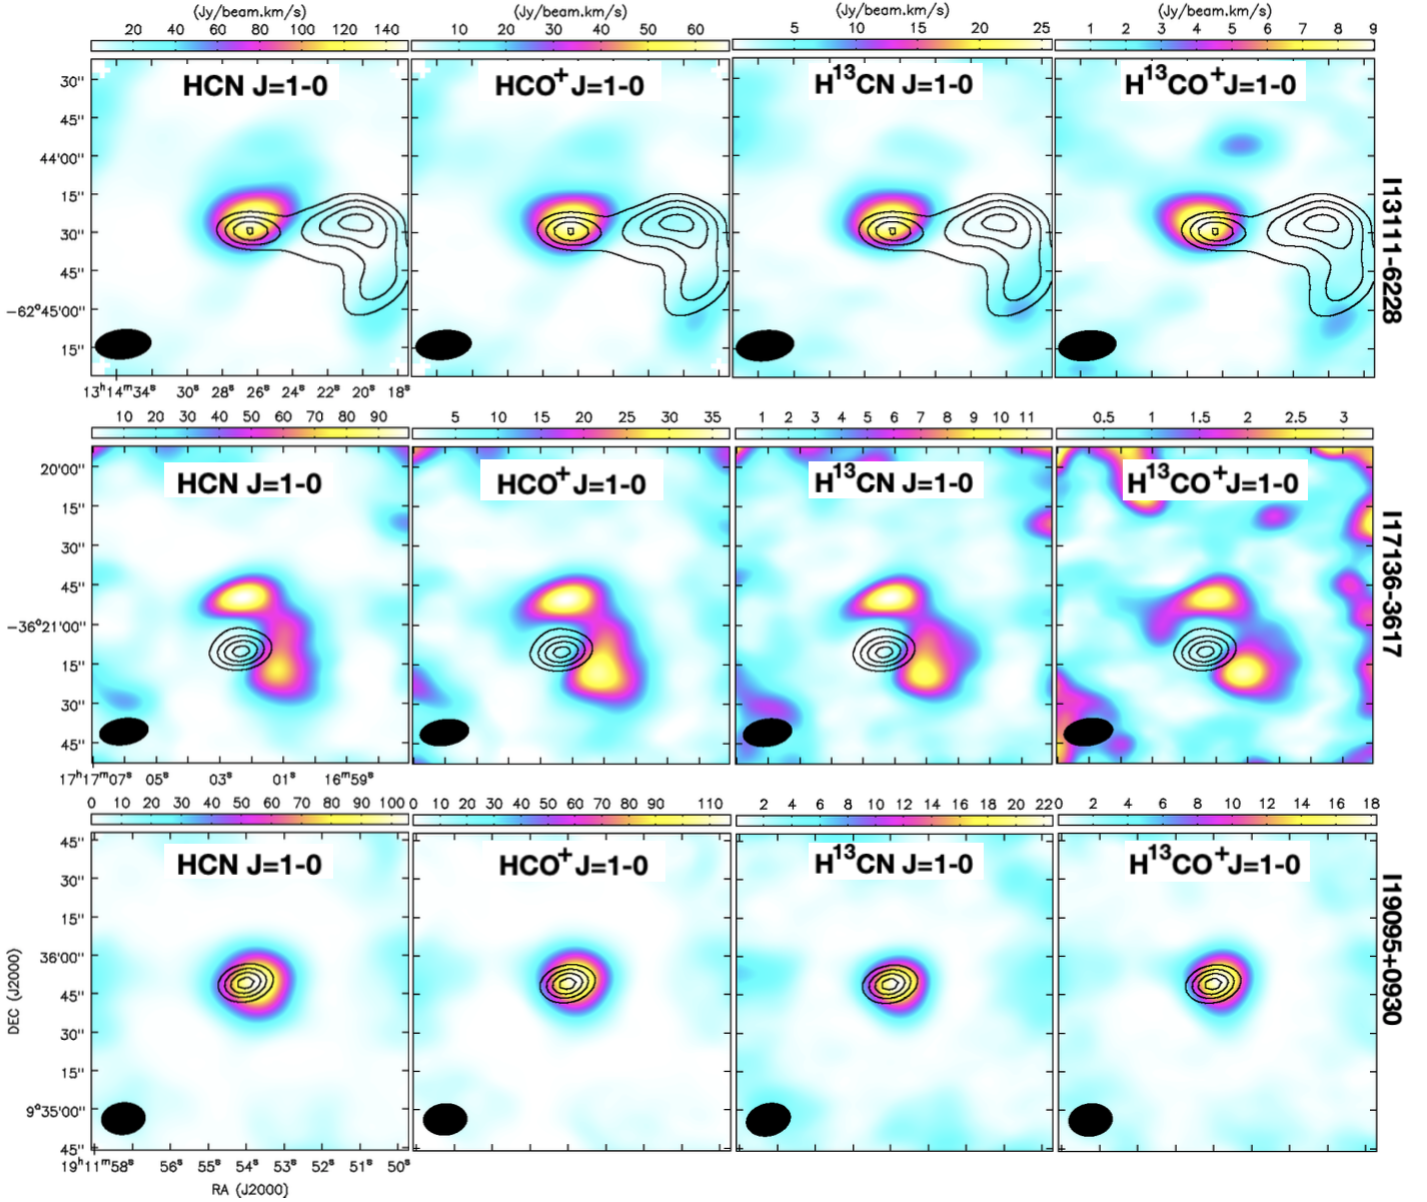 (Jy/beam.km/s) (Jy/beam.km/s) (Jy/beam.km/s) (Jy/beam.km/s)
20 40 60 80 100 120 140 10 20 30 40 50 60 5 10 15 20 25 1 2 3 4 5 6 7 8 9
HCN J=1-0 HCO⁺ J=1-0 H¹³CN J=1-0 H¹³CO⁺J=1-0
30''
45''
44'00''
15''
30''
45''
−62°45'00''
15''
I13111-6228
13ʰ14ᵐ34ˢ 30ˢ 28ˢ 26ˢ 24ˢ 22ˢ 20ˢ 18ˢ
10 20 30 40 50 60 70 80 90 5 10 15 20 25 30 35 1 2 3 4 5 6 7 8 9 10 11 0.5 1 1.5 2 2.5 3
HCN J=1-0 HCO⁺ J=1-0 H¹³CN J=1-0 H¹³CO⁺J=1-0
20'00''
15''
30''
45''
−36°21'00''
15''
30''
45''
I17136-3617
17ʰ17ᵐ07ˢ 05ˢ 03ˢ 01ˢ 16ᵐ59ˢ
0 10 20 30 40 50 60 70 80 90 100 0 10 20 30 40 50 60 70 80 90 110 2 4 6 8 10 12 14 16 18 20 22 0 2 4 6 8 10 12 14 16 18
HCN J=1-0 HCO⁺ J=1-0 H¹³CN J=1-0 H¹³CO⁺J=1-0
45''
30''
15''
36'00''
45''
30''
15''
9°35'00''
45''
DEC (J2000)
I19095+0930
19ʰ11ᵐ58ˢ 56ˢ 55ˢ 54ˢ 53ˢ 52ˢ 51ˢ 50ˢ
RA (J2000)